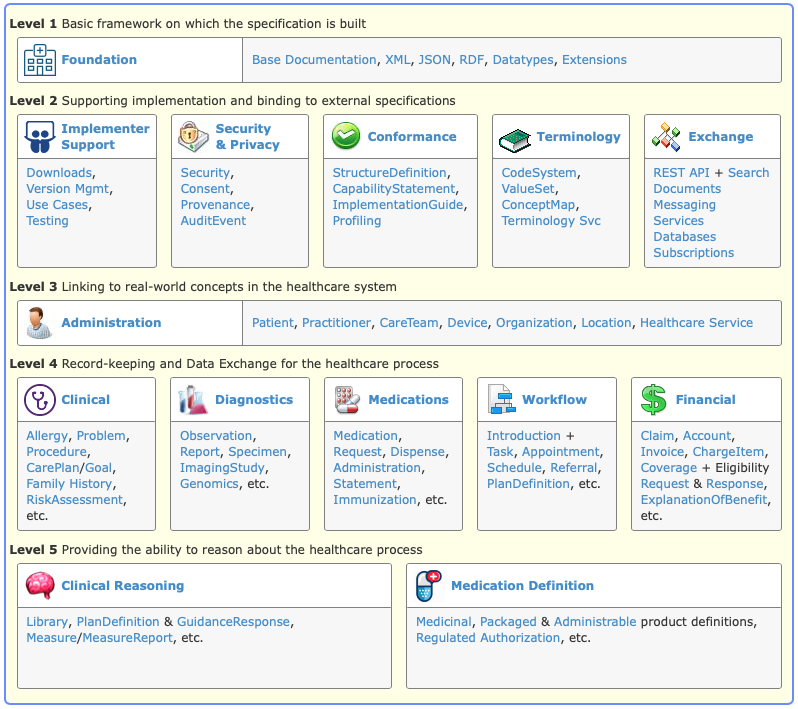 Level 1 Basic framework on which the specification is built
Foundation
Base Documentation, XML, JSON, RDF, Datatypes, Extensions
Level 2 Supporting implementation and binding to external specifications
Implementer
Support
Downloads,
Version Mgmt,
Use Cases,
Testing
Security
& Privacy
Security,
Consent,
Provenance,
AuditEvent
Conformance
StructureDefinition,
CapabilityStatement,
ImplementationGuide,
Profiling
Terminology
CodeSystem,
ValueSet,
ConceptMap,
Terminology Svc
Exchange
REST API + Search
Documents
Messaging
Services
Databases
Subscriptions
Level 3 Linking to real-world concepts in the healthcare system
Administration
Patient, Practitioner, CareTeam, Device, Organization, Location, Healthcare Service
Level 4 Record-keeping and Data Exchange for the healthcare process
Clinical
Allergy, Problem,
Procedure,
CarePlan/Goal,
Family History,
RiskAssessment,
etc.
Diagnostics
Observation,
Report, Specimen,
ImagingStudy,
Genomics, etc.
Medications
Medication,
Request, Dispense,
Administration,
Statement,
Immunization, etc.
Workflow
Introduction +
Task, Appointment,
Schedule, Referral,
PlanDefinition, etc.
Financial
Claim, Account,
Invoice, ChargeItem,
Coverage + Eligibility
Request & Response,
ExplanationOfBenefit,
etc.
Level 5 Providing the ability to reason about the healthcare process
Clinical Reasoning
Library, PlanDefinition & GuidanceResponse,
Measure/MeasureReport, etc.
Medication Definition
Medicinal, Packaged & Administrable product definitions,
Regulated Authorization, etc.